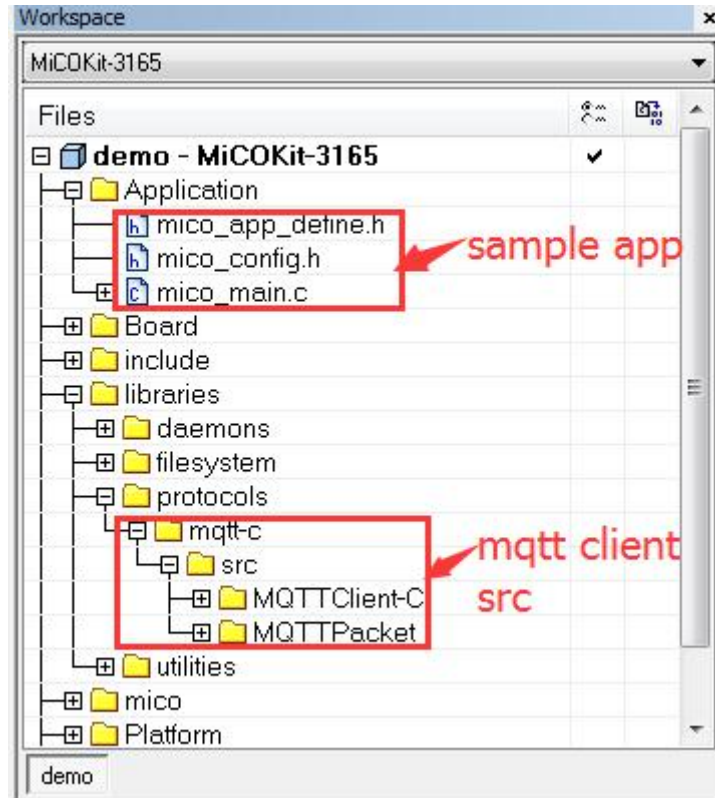 Workspace
x
MiCOKit-3165
Files
demo - MiCOKit-3165
Application
mico_app_define.h
mico_config.h
mico_main.c
sample app
Board
include
libraries
daemons
filesystem
protocols
mqtt-c
src
MQTTClient-C
MQTTPacket
mqtt client
src
utilities
mico
Platform
demo